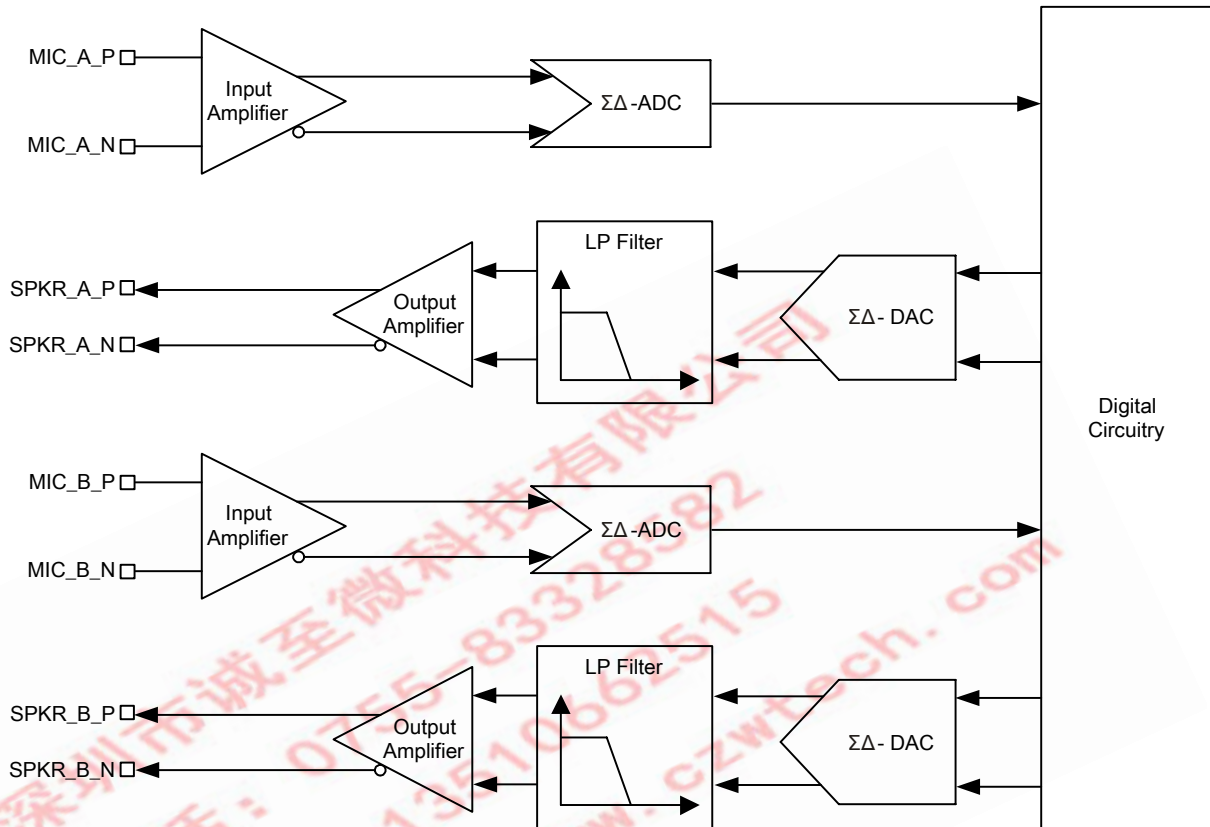 MIC_A_P
MIC_A_N
Input
Amplifier
ΣΔ-ADC
SPKR_A_P
SPKR_A_N
Output
Amplifier
LP Filter
ΣΔ- DAC
Digital
Circuitry
MIC_B_P
MIC_B_N
Input
Amplifier
ΣΔ-ADC
SPKR_B_P
SPKR_B_N
Output
Amplifier
LP Filter
ΣΔ- DAC
深圳市诚至微科技有限公司
：0755-83328582
13510662515
w.czwtech.com